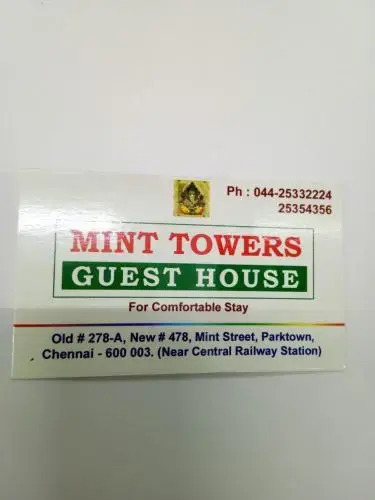 Ph : 044-25332224
25354356
MINT TOWERS
GUEST HOUSE
For Comfortable Stay
Old # 278-A, New # 478, Mint Street, Parktown,
Chennai - 600 003. (Near Central Railway Station)